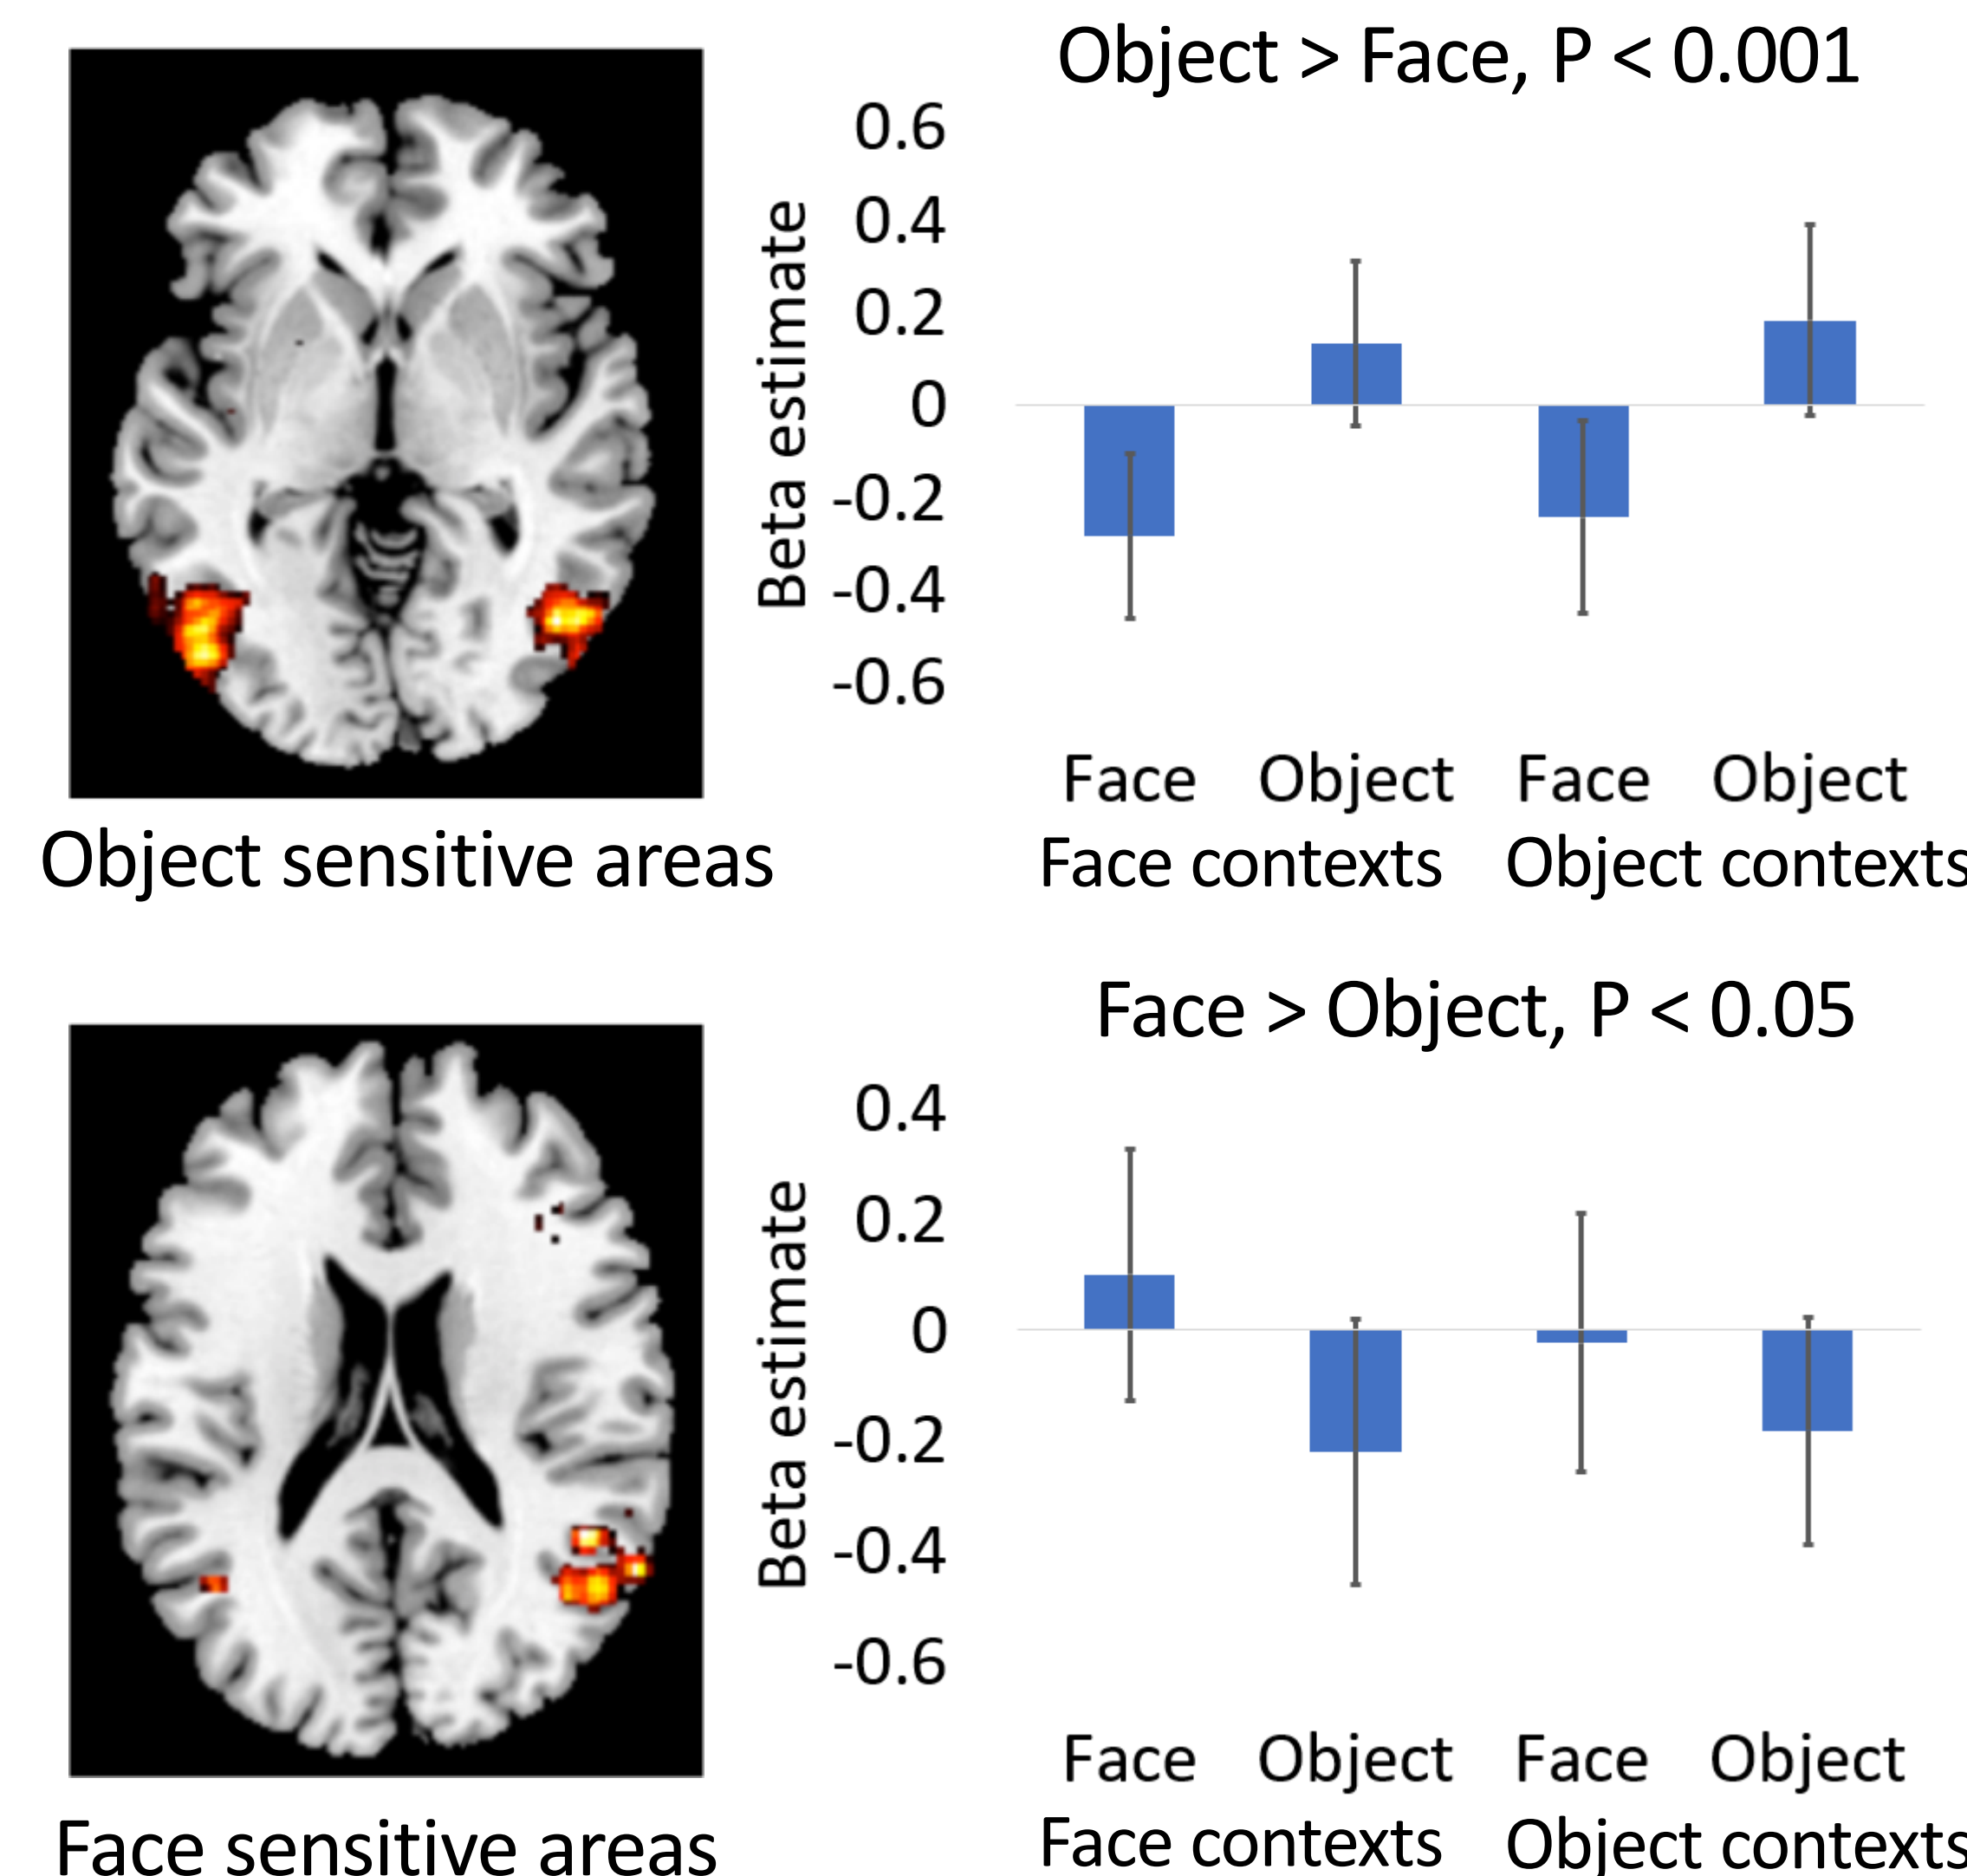 Object > Face, P < 0.001
0.6
0.4
0.2
0
-0.2
-0.4
-0.6
Beta estimate
Face Object Face Object
Face contexts Object contexts
Object sensitive areas
Face > Object, P < 0.05
0.4
0.2
0
-0.2
-0.4
-0.6
Beta estimate
Face Object Face Object
Face contexts Object contexts
Face sensitive areas